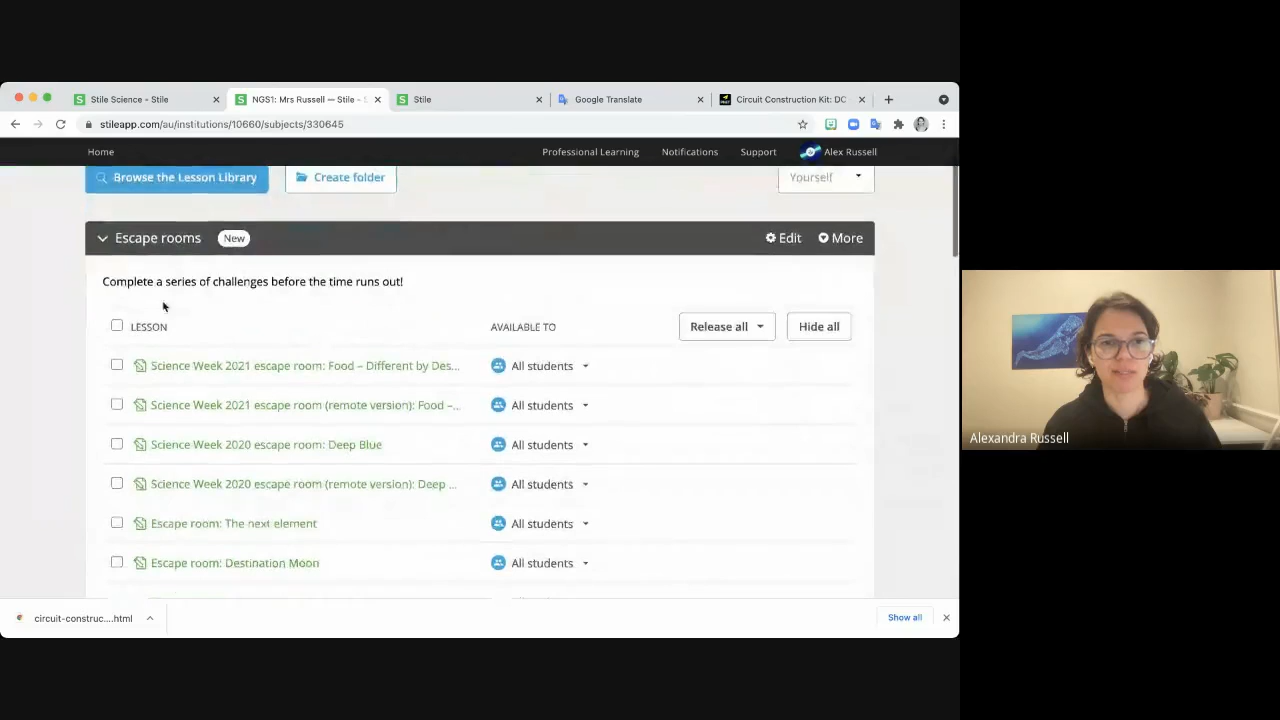 Stile Science - Stile
NGS1: Mrs Russell — Stile -
Stile
Google Translate
Circuit Construction Kit: DC
stileapp.com/au/institutions/10660/subjects/330645
Home
Professional Learning
Notifications
Support
Alex Russell
Browse the Lesson Library
Create folder
Yourself
Escape rooms
New
Edit
More
Complete a series of challenges before the time runs out!
LESSON
AVAILABLE TO
Release all
Hide all
Science Week 2021 escape room: Food – Different by Des...
All students
Science Week 2021 escape room (remote version): Food –...
All students
Science Week 2020 escape room: Deep Blue
All students
Science Week 2020 escape room (remote version): Deep ...
All students
Escape room: The next element
All students
Escape room: Destination Moon
All students
circuit-construc....html
Show all
Alexandra Russell